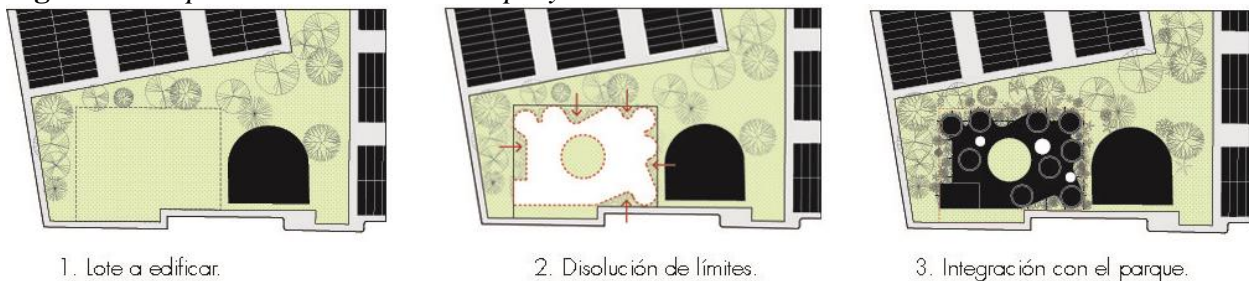 1. Lote a edificar.
2. Disolución de límites.
3. Integración con el parque.